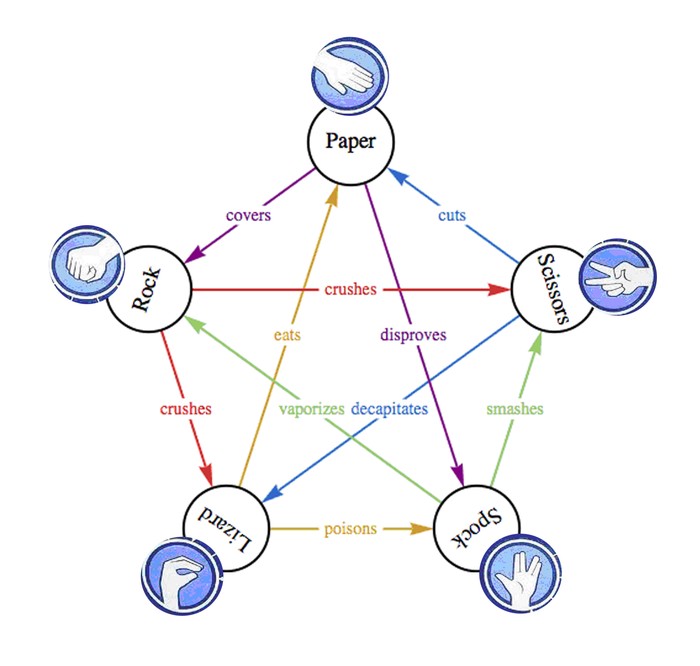 Paper
covers
cuts
Rock
crushes
Scissors
eats
disproves
crushes
vaporizes
decapitates
smashes
Lizard
poisons
Spock